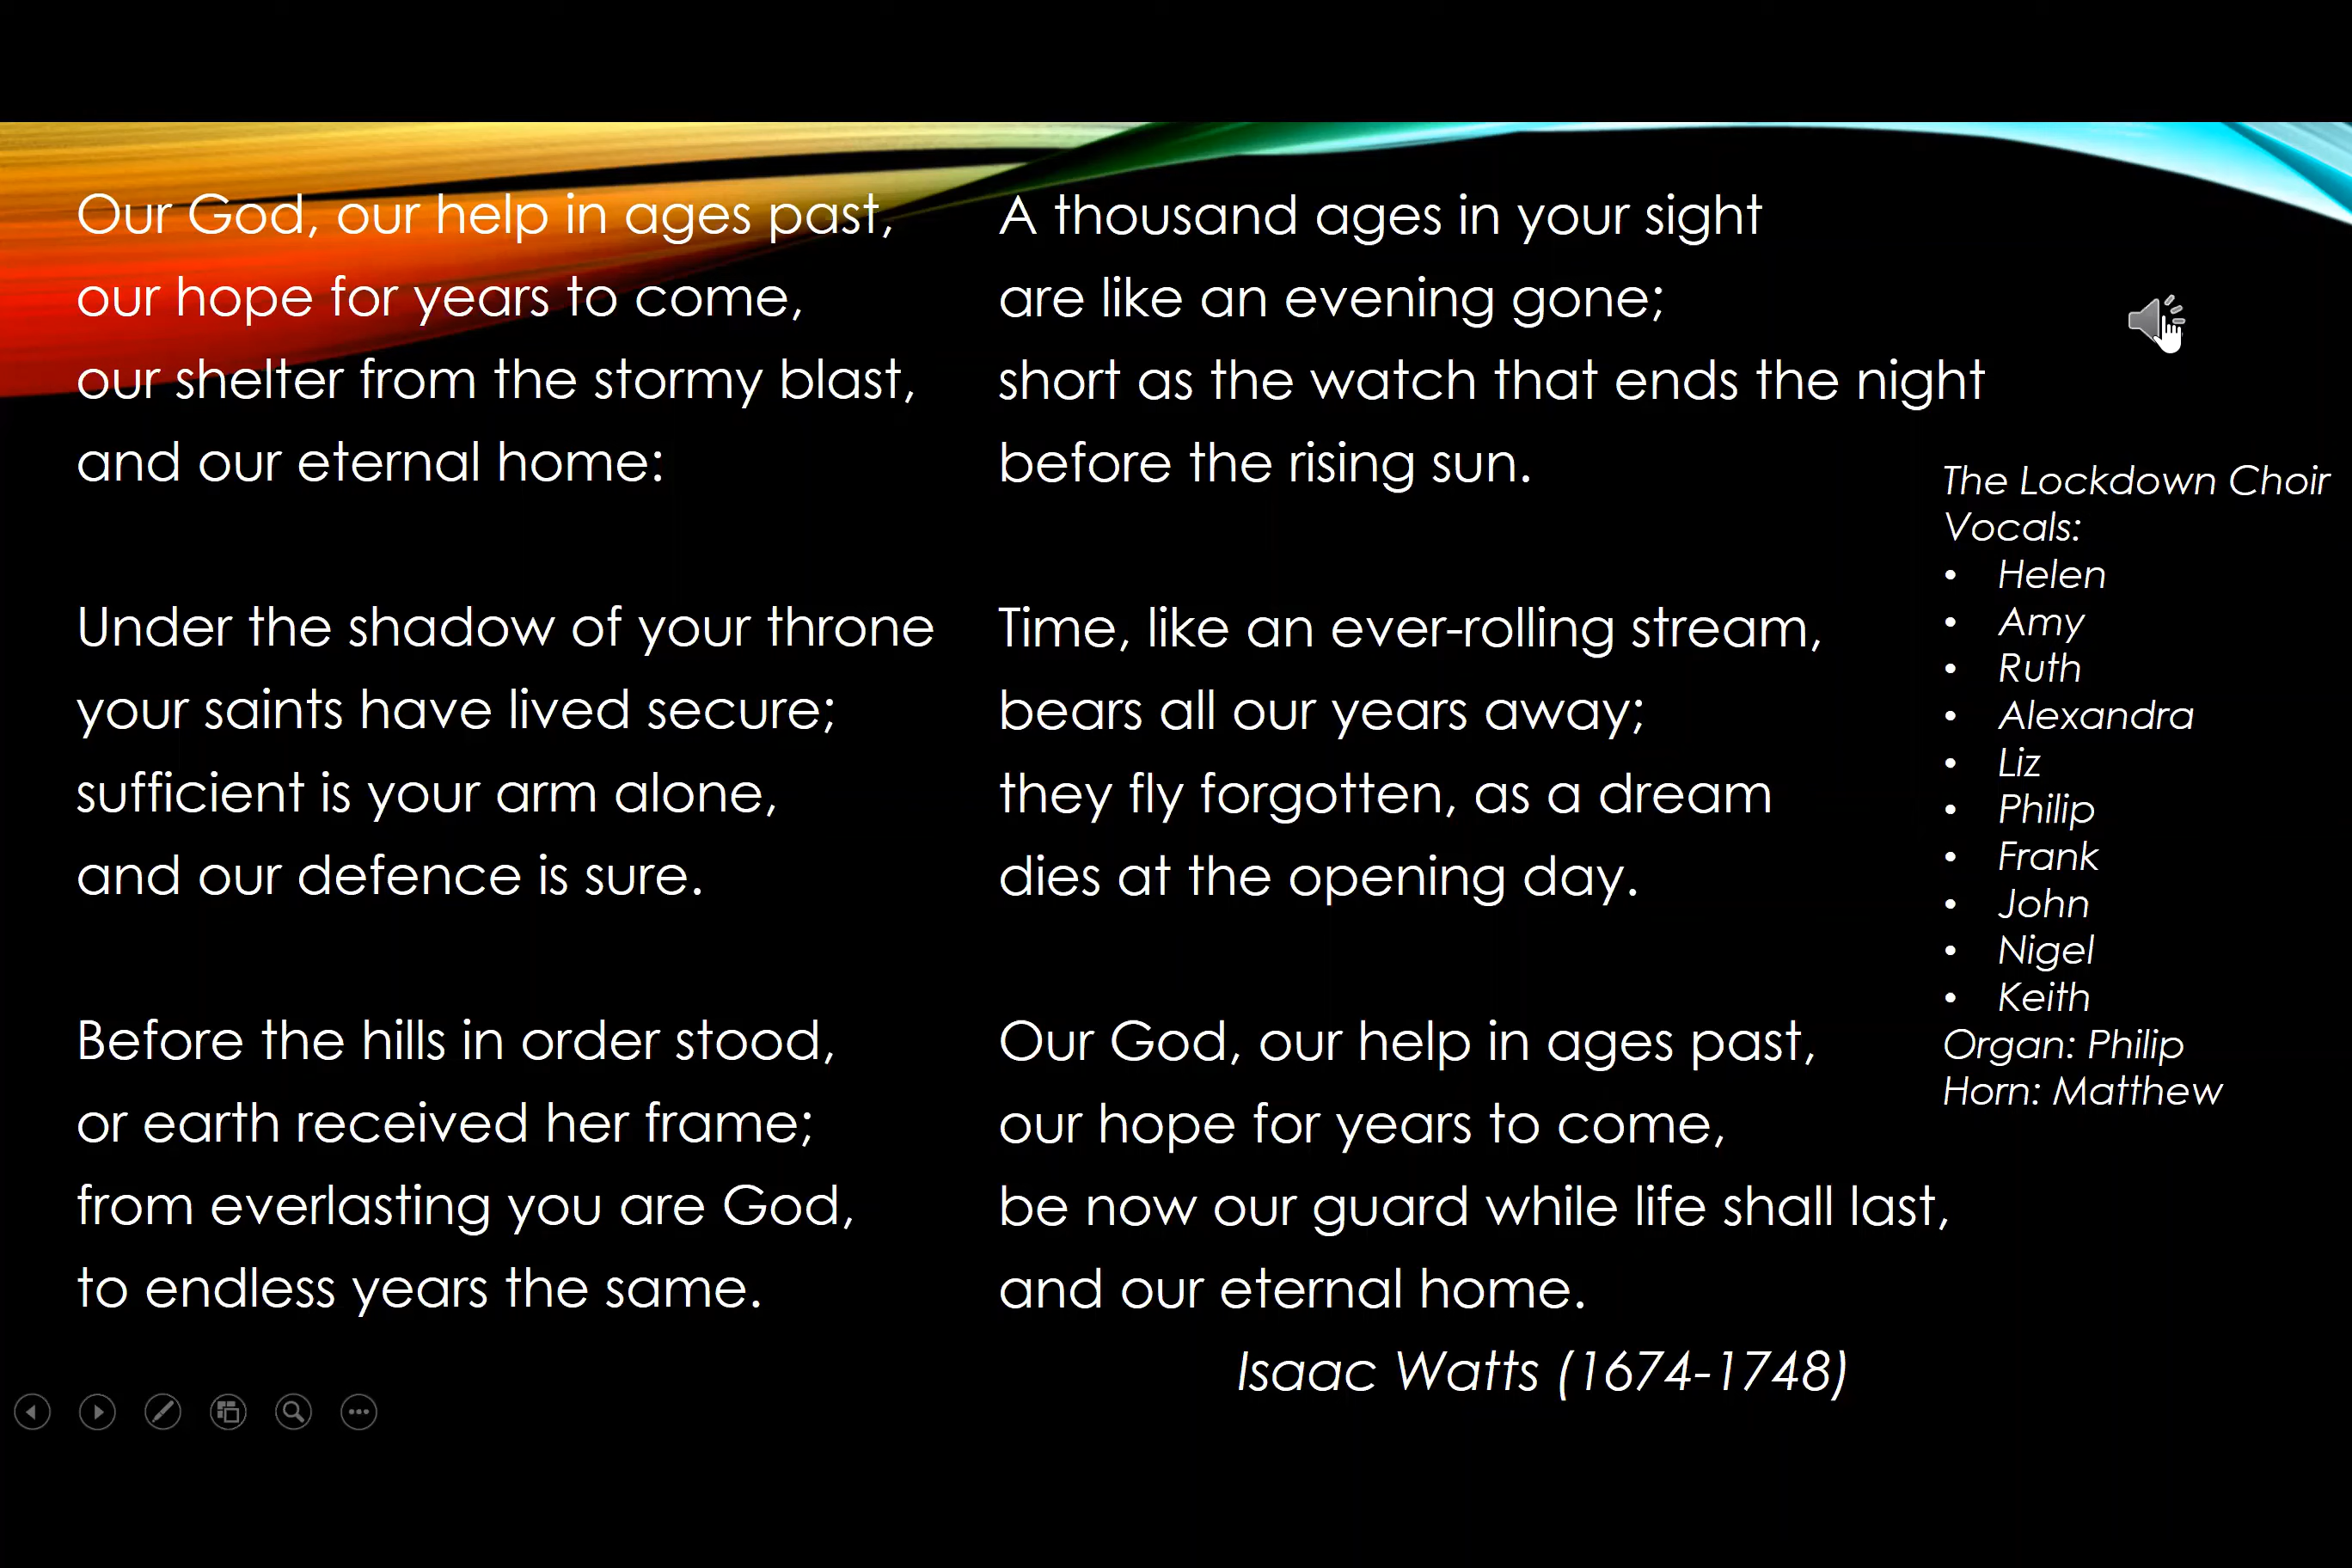 Our God, our help in ages past,
our hope for years to come,
our shelter from the stormy blast,
and our eternal home:
Under the shadow of your throne
your saints have lived secure;
sufficient is your arm alone,
and our defence is sure.
Before the hills in order stood,
or earth received her frame;
from everlasting you are God,
to endless years the same.
A thousand ages in your sight
are like an evening gone;
short as the watch that ends the night
before the rising sun.
Time, like an ever-rolling stream,
bears all our years away;
they fly forgotten, as a dream
dies at the opening day.
Our God, our help in ages past,
our hope for years to come,
be now our guard while life shall last,
and our eternal home.
Isaac Watts (1674-1748)
The Lockdown Choir
Vocals:
• Helen
• Amy
• Ruth
• Alexandra
• Liz
• Philip
• Frank
• John
• Nigel
• Keith
Organ: Philip
Horn: Matthew